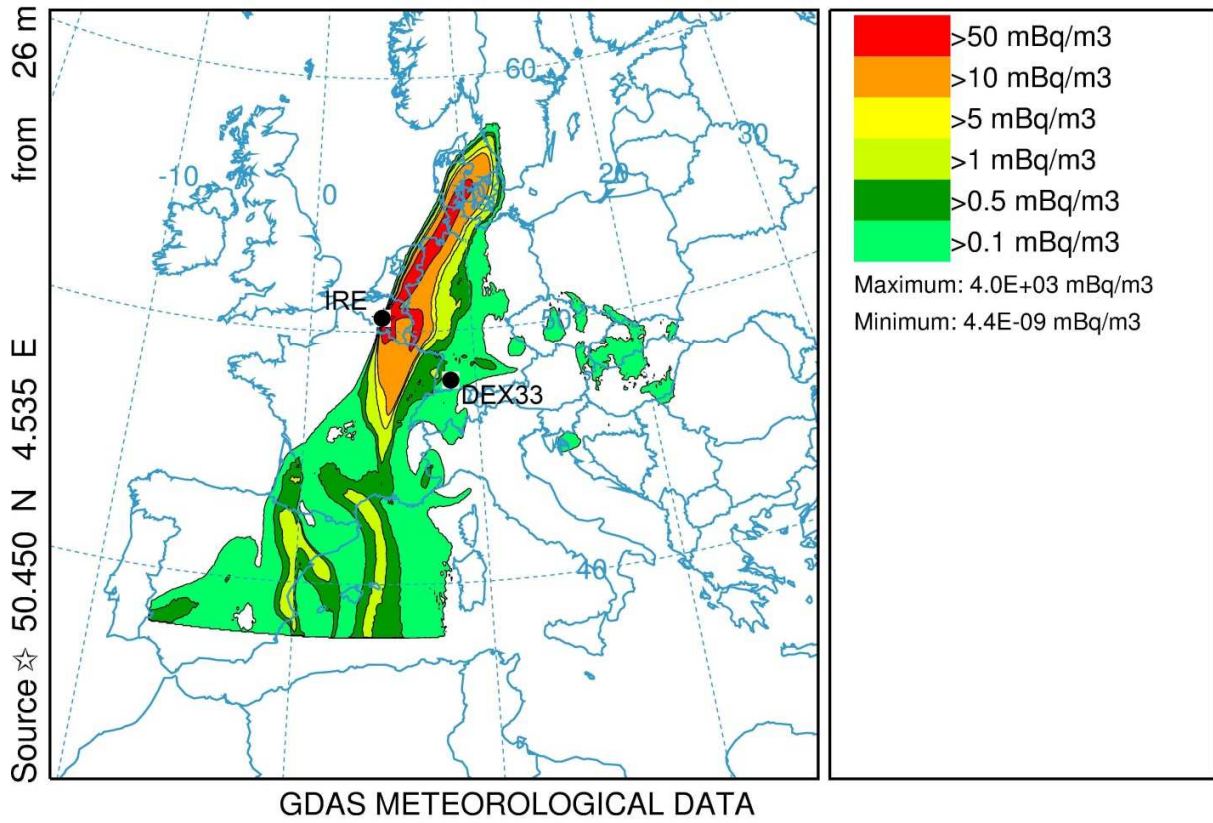 Source ☆ 50.450 N 4.535 E from 26 m
60
30
-10
20
0
IRE
50
DEX33
40
GDAS METEOROLOGICAL DATA
>50 mBq/m3
>10 mBq/m3
>5 mBq/m3
>1 mBq/m3
>0.5 mBq/m3
>0.1 mBq/m3
Maximum: 4.0E+03 mBq/m3
Minimum: 4.4E-09 mBq/m3